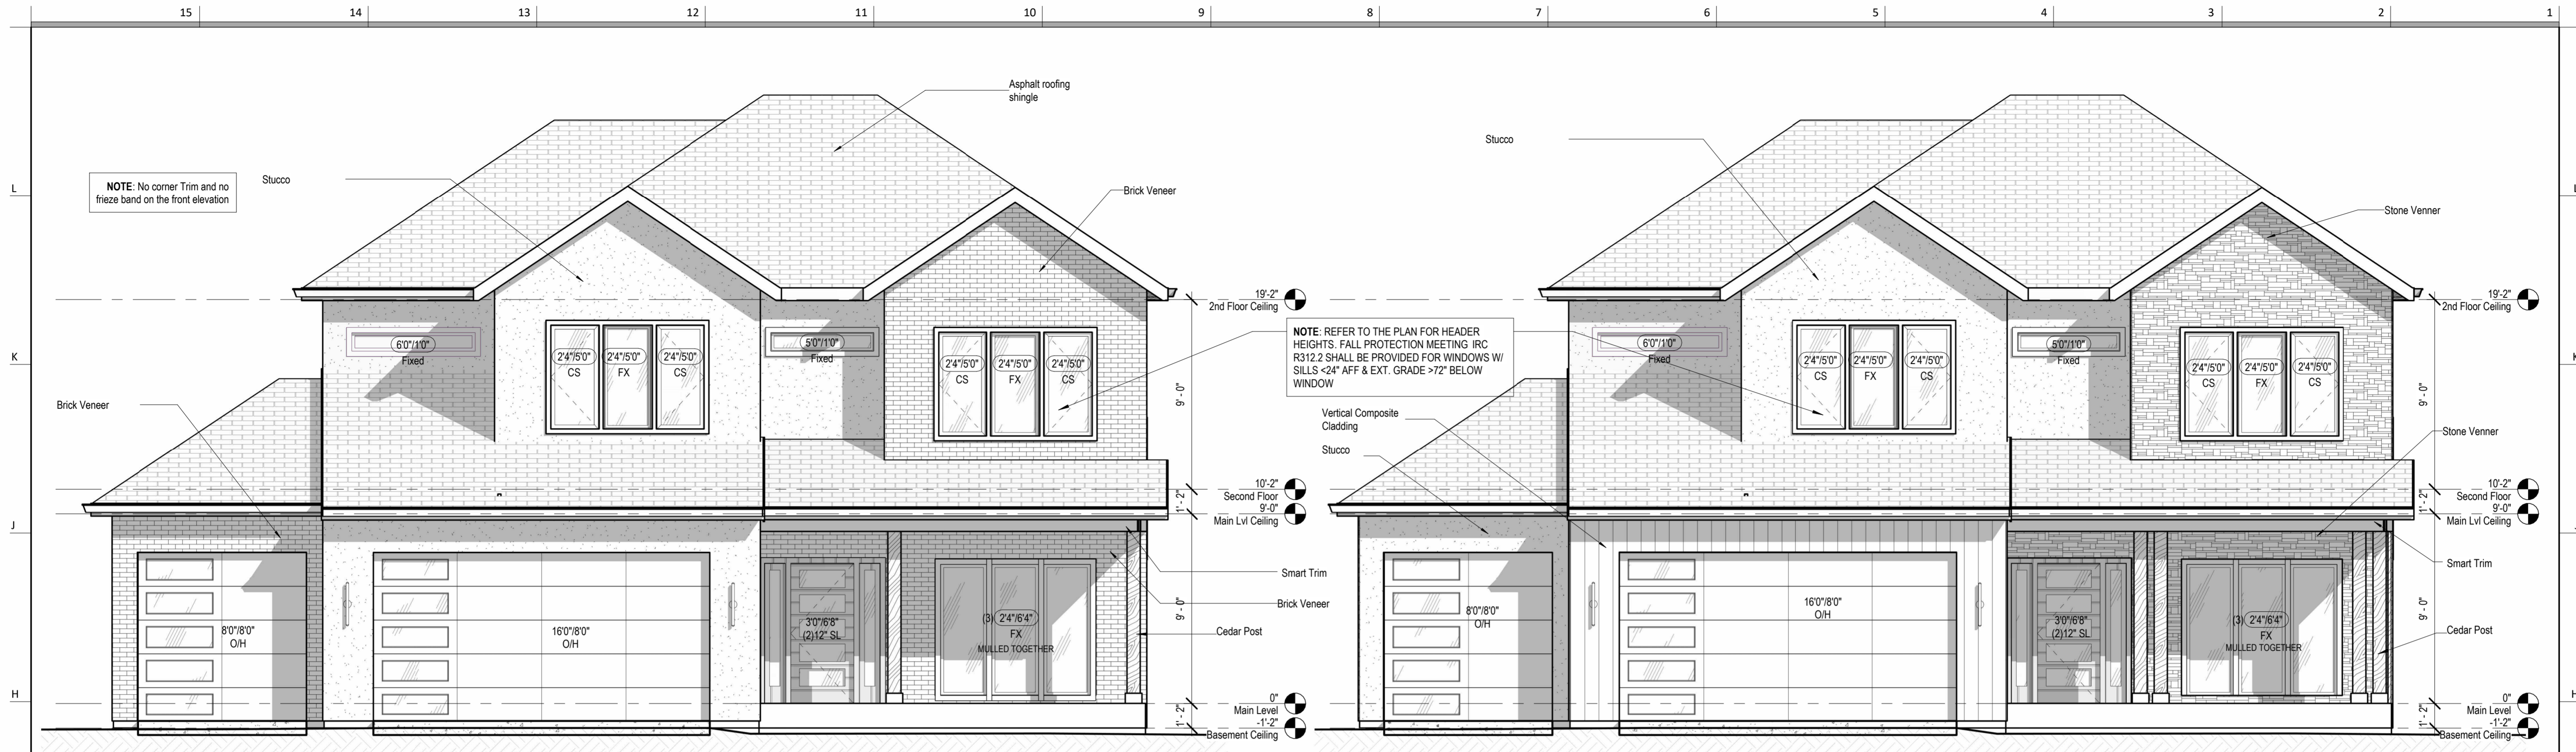 15 14 13 12 11 10 9 8 7 6 5 4 3 2 1
L
K
J
H
NOTE: No corner Trim and no
frieze band on the front elevation
Stucco
Asphalt roofing
shingle
Brick Veneer
Brick Veneer
6'0"/1'0"
Fixed
2'4"/5'0"
CS
2'4"/5'0"
FX
2'4"/5'0"
CS
5'0"/1'0"
Fixed
2'4"/5'0"
CS
2'4"/5'0"
FX
2'4"/5'0"
CS
8'0"/8'0"
O/H
16'0"/8'0"
O/H
3'0"/6'8"
(2)12" SL
(3) 2'4"/6'4"
FX
MULLED TOGETHER
Smart Trim
Brick Veneer
Cedar Post
19'-2"
2nd Floor Ceiling
9' - 0"
10'-2"
Second Floor
1' - 2"
9'-0"
Main Lvl Ceiling
9' - 0"
0"
Main Level
1' - 2"
-1'-2"
Basement Ceiling
NOTE: REFER TO THE PLAN FOR HEADER
HEIGHTS. FALL PROTECTION MEETING IRC
R312.2 SHALL BE PROVIDED FOR WINDOWS W/
SILLS <24" AFF & EXT. GRADE >72" BELOW
WINDOW
Stucco
Vertical Composite
Cladding
Stucco
Stone Venner
Stone Venner
6'0"/1'0"
Fixed
2'4"/5'0"
CS
2'4"/5'0"
FX
2'4"/5'0"
CS
5'0"/1'0"
Fixed
2'4"/5'0"
CS
2'4"/5'0"
FX
2'4"/5'0"
CS
8'0"/8'0"
O/H
16'0"/8'0"
O/H
3'0"/6'8"
(2)12" SL
(3) 2'4"/6'4"
FX
MULLED TOGETHER
Smart Trim
Cedar Post
19'-2"
2nd Floor Ceiling
9' - 0"
10'-2"
Second Floor
1' - 2"
9'-0"
Main Lvl Ceiling
9' - 0"
0"
Main Level
1' - 2"
-1'-2"
Basement Ceiling